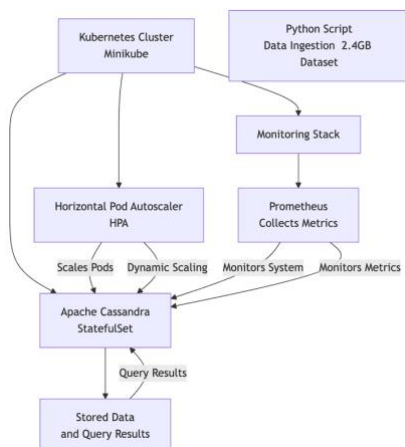 Kubernetes Cluster
Minikube
Python Script
Data Ingestion 2.4GB
Dataset
Monitoring Stack
Horizontal Pod Autoscaler
HPA
Prometheus
Collects Metrics
Scales Pods
Dynamic Scaling
Monitors System
Monitors Metrics
Apache Cassandra
StatefulSet
Query Results
Stored Data
and Query Results